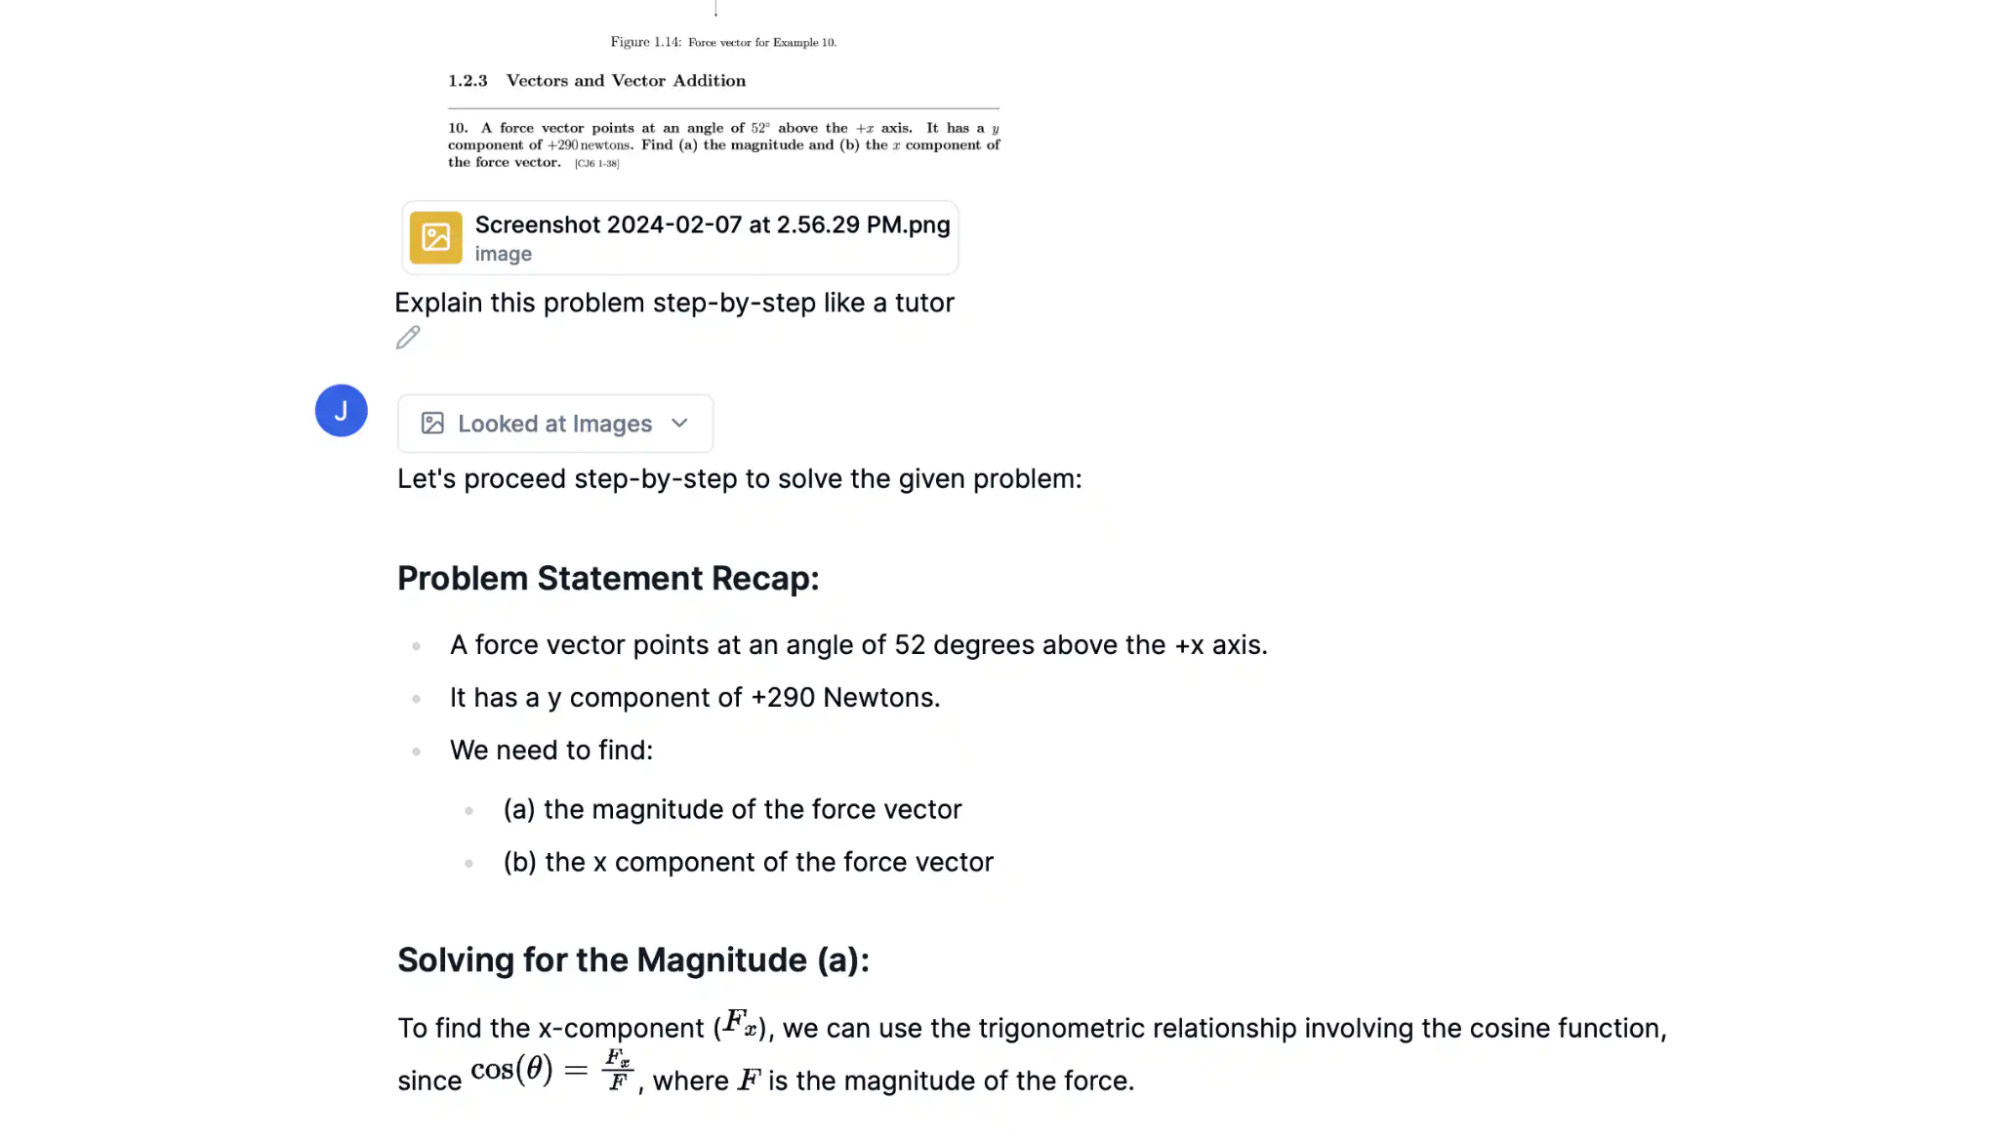 Figure 1.14: Force vector for Example 10.
1.2.3 Vectors and Vector Addition
10. A force vector points at an angle of 52° above the +x axis. It has a y
component of +290 newtons. Find (a) the magnitude and (b) the x component of
the force vector. [CJ6 1-38]
Screenshot 2024-02-07 at 2.56.29 PM.png
image
Explain this problem step-by-step like a tutor
J
Looked at Images
Let's proceed step-by-step to solve the given problem:
Problem Statement Recap:
• A force vector points at an angle of 52 degrees above the +x axis.
• It has a y component of +290 Newtons.
• We need to find:
• (a) the magnitude of the force vector
• (b) the x component of the force vector
Solving for the Magnitude (a):
To find the x-component (Fₓ), we can use the trigonometric relationship involving the cosine function,
since cos(θ) = Fₓ/F, where F is the magnitude of the force.